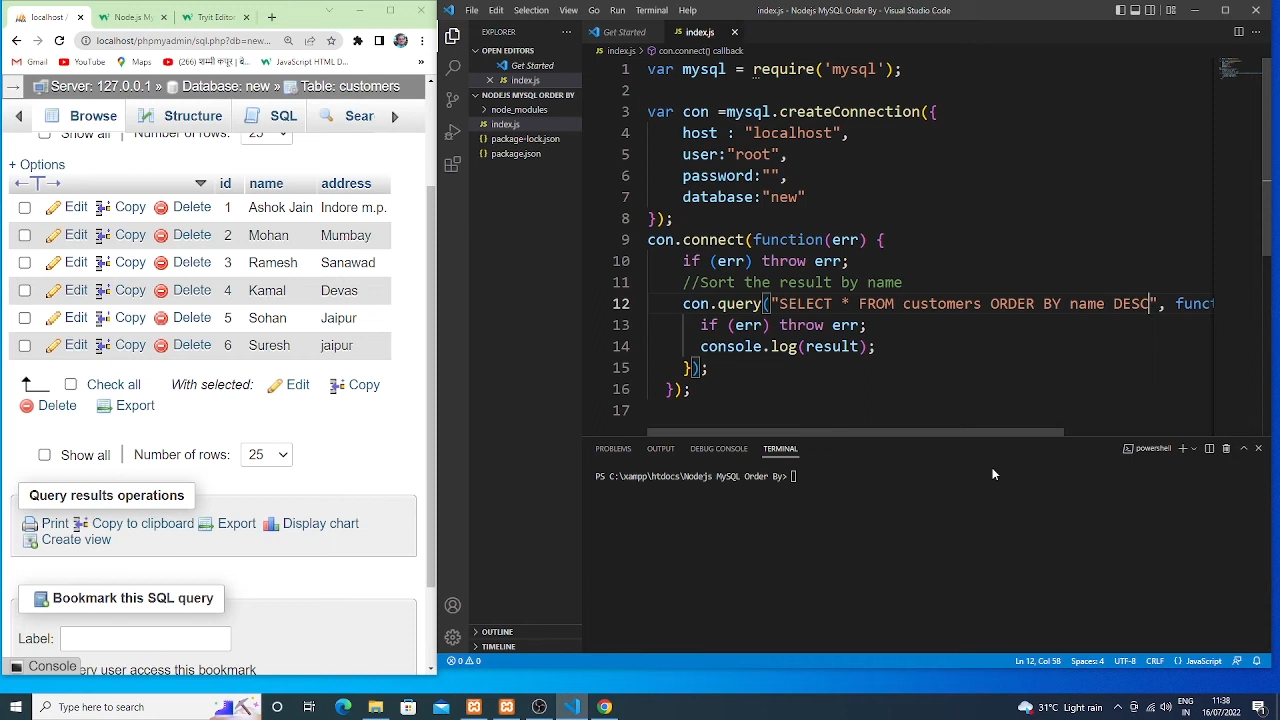 localhost /
Node.js My
Tryit Editor
localhost/phpmyadmin/sql.php?db=new...
Gmail
YouTube
Maps
JavaScript HTML D...
»
Server: 127.0.0.1 » Database: new » Table: customers
Browse
Structure
SQL
Sear
Show all
Number of rows:
25
+ Options
id name address
Edit Copy Delete 1 Ashok Jain Indore m.p.
Edit Copy Delete 2 Mohan Mumbay
Edit Copy Delete 3 Ramesh Sanawad
Edit Copy Delete 4 Kamal Devas
Edit Copy Delete 5 Sohan Jaipur
Edit Copy Delete 6 Suresh jaipur
Check all With selected: Edit Copy
Delete Export
Show all Number of rows: 25
Query results operations
Print Copy to clipboard Export Display chart
Create view
Bookmark this SQL query
Label:
Console
ery user access this bookmark
File Edit Selection View Go Run Terminal Help
index.js - Nodejs MySQL Order By - Visual Studio Code
EXPLORER
OPEN EDITORS
Get Started
index.js
NODEJS MYSQL ORDER BY
node_modules
index.js
package-lock.json
package.json
OUTLINE
TIMELINE
Get Started
index.js
index.js > con.connect() callback
1 var mysql = require('mysql');
2
3 var con =mysql.createConnection({
4 host : "localhost",
5 user:"root",
6 password:"",
7 database:"new"
8 });
9 con.connect(function(err) {
10 if (err) throw err;
11 //Sort the result by name
12 con.query("SELECT * FROM customers ORDER BY name DESC", funct
13 if (err) throw err;
14 console.log(result);
15 });
16 });
17
PROBLEMS OUTPUT DEBUG CONSOLE TERMINAL
powershell
PS C:\xampp\htdocs\Nodejs MySQL Order By>
0 0
Ln 12, Col 58 Spaces: 4 UTF-8 CRLF {} JavaScript
Type here to search
31°C Light rain
ENG
IN
11:38
16/07/2022